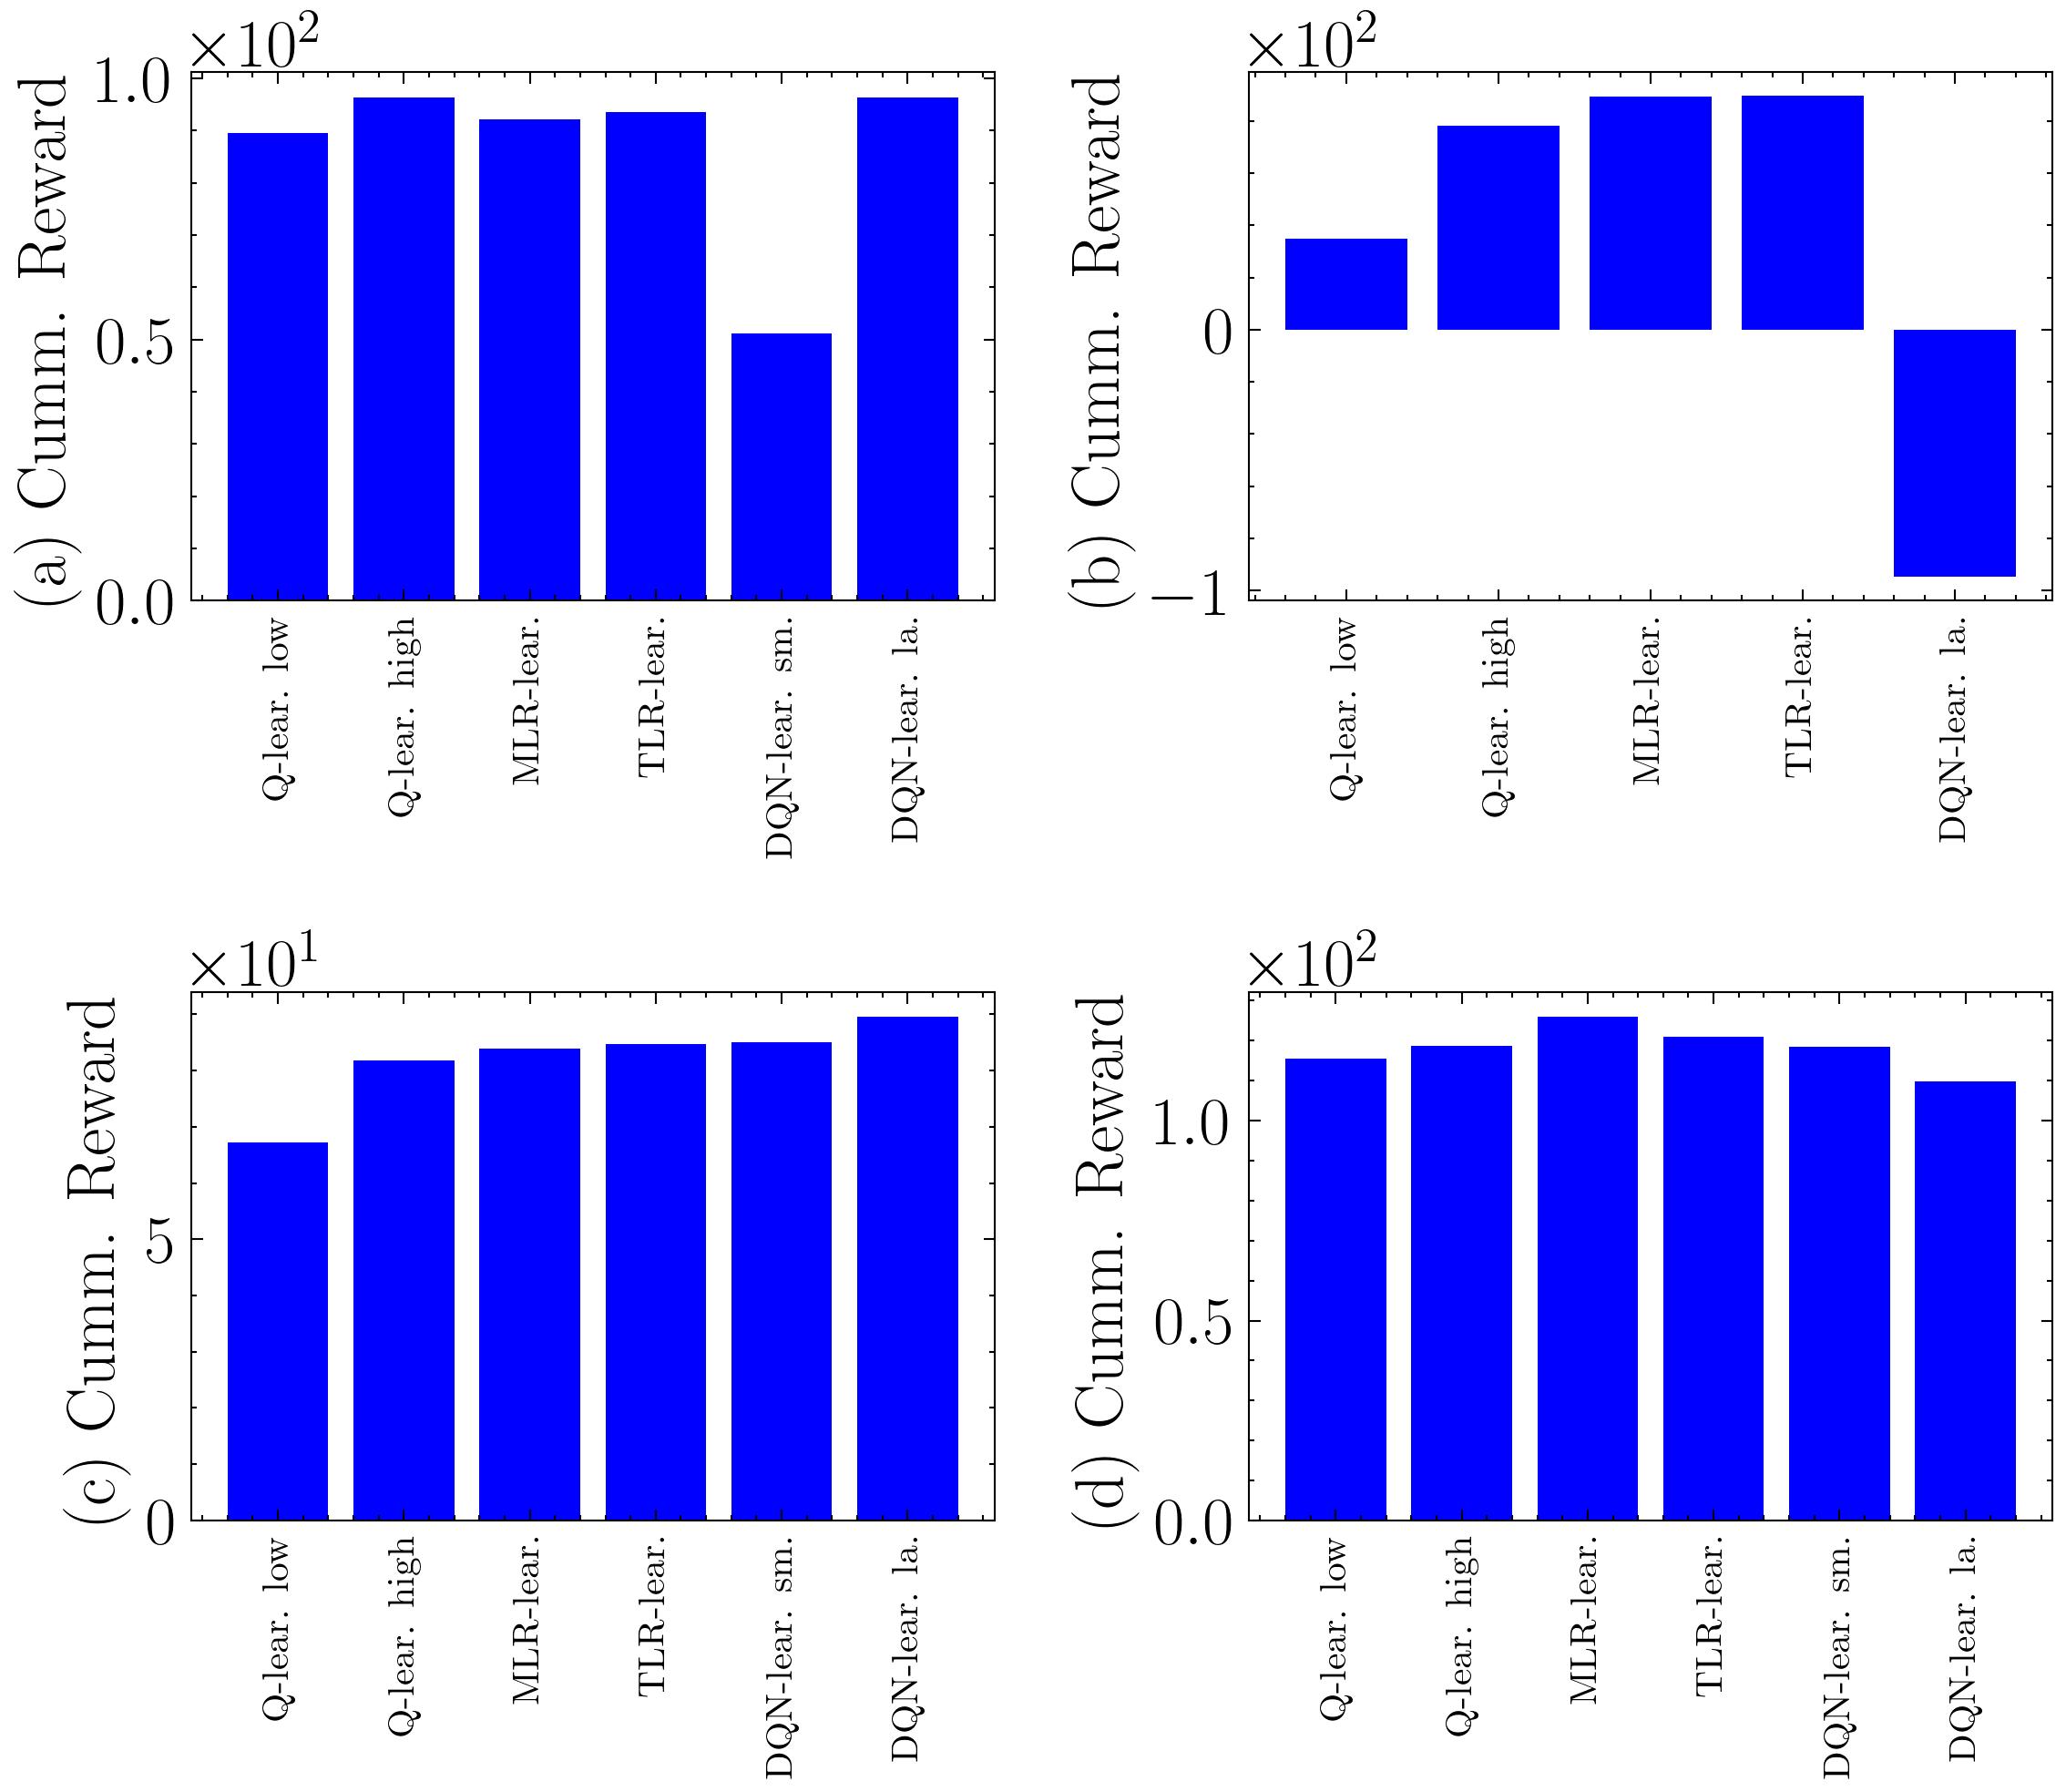 ×10²
(a) Cumm. Reward
1.0
0.5
0.0
Q-lear. low
Q-lear. high
MLR-lear.
TLR-lear.
DQN-lear. sm.
DQN-lear. la.
×10²
(b) Cumm. Reward
0
−1
Q-lear. low
Q-lear. high
MLR-lear.
TLR-lear.
DQN-lear. la.
×10¹
(c) Cumm. Reward
5
0
Q-lear. low
Q-lear. high
MLR-lear.
TLR-lear.
DQN-lear. sm.
DQN-lear. la.
×10²
(d) Cumm. Reward
1.0
0.5
0.0
Q-lear. low
Q-lear. high
MLR-lear.
TLR-lear.
DQN-lear. sm.
DQN-lear. la.